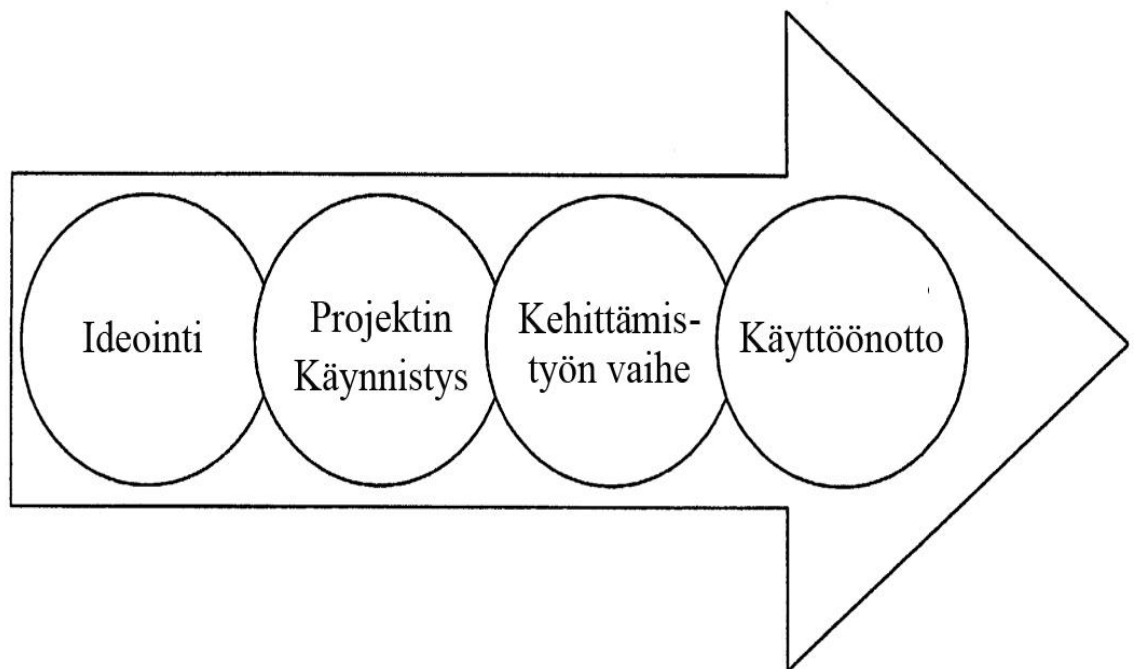 Ideointi
Projektin
Käynnistys
Kehittämis-
työn vaihe
Käyttöönotto